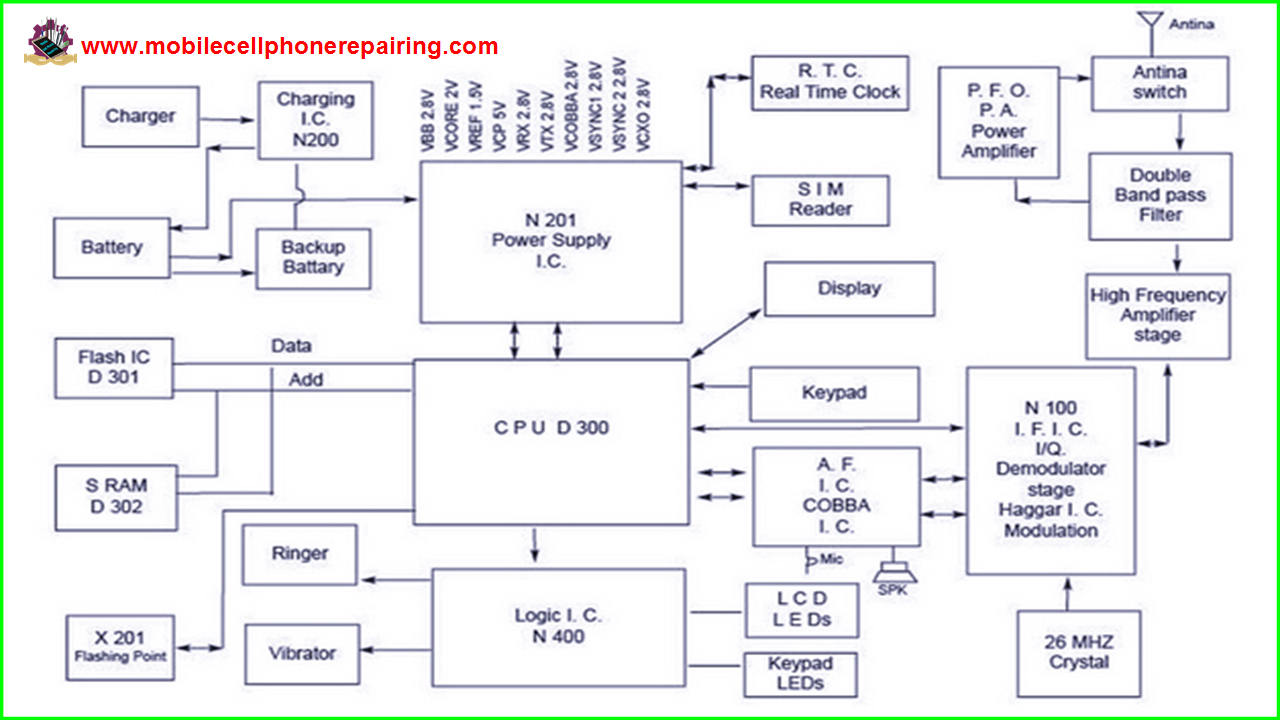 www.mobilecellphonerepairing.com
Antina
Charger
Charging
I.C.
N200
VBB 2.8V
VCORE 2V
VREF 1.5V
VCP 5V
VRX 2.8V
VTX 2.8V
VCOBBA 2.8V
VSYNC1 2.8V
VSYNC 2 2.8V
VCXO 2.8V
R. T. C.
Real Time Clock
P. F. O.
P. A.
Power
Amplifier
Antina
switch
Double
Band pass
Filter
S I M
Reader
N 201
Power Supply
I.C.
Battery
Backup
Battary
Display
High Frequency
Amplifier
stage
Flash IC
D 301
Data
Add
C P U D 300
Keypad
N 100
I. F. I. C.
I/Q.
Demodulator
stage
Haggar I. C.
Modulation
A. F.
I. C.
COBBA
I. C.
S RAM
D 302
Mic
SPK
Ringer
Logic I. C.
N 400
L C D
L E Ds
X 201
Flashing Point
Vibrator
Keypad
LEDs
26 MHZ
Crystal